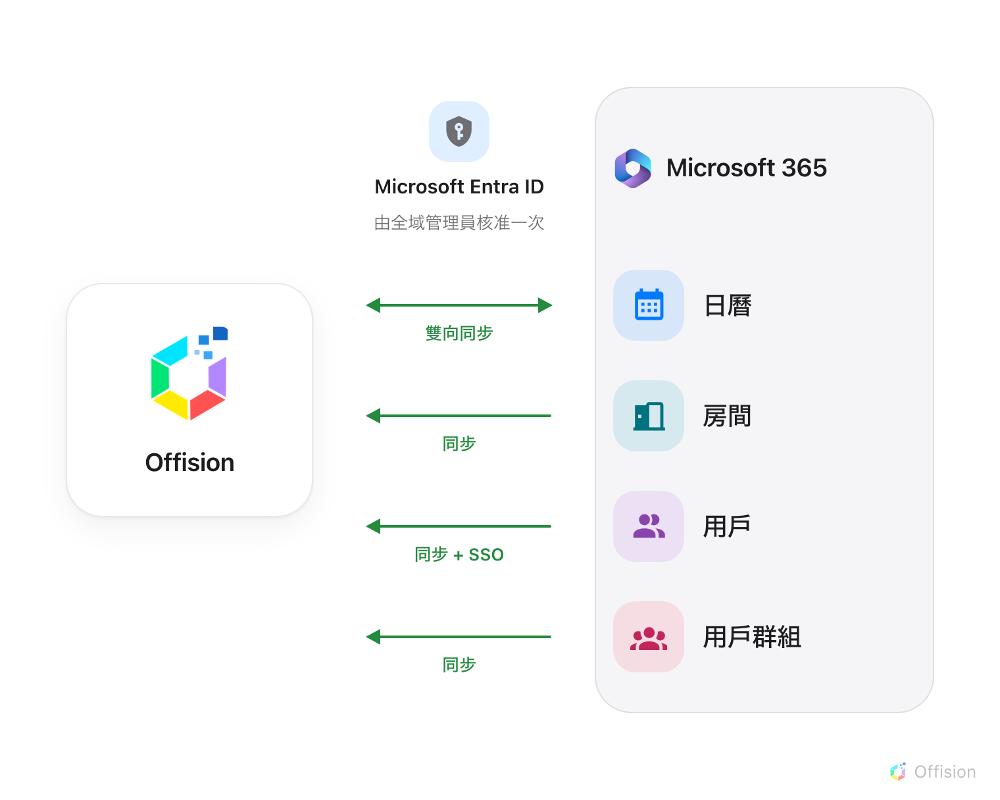 Microsoft Entra ID
由全域管理員核准一次
Microsoft 365
Offision
雙向同步
日曆
同步
房間
同步 + SSO
用戶
同步
用戶群組
Offision